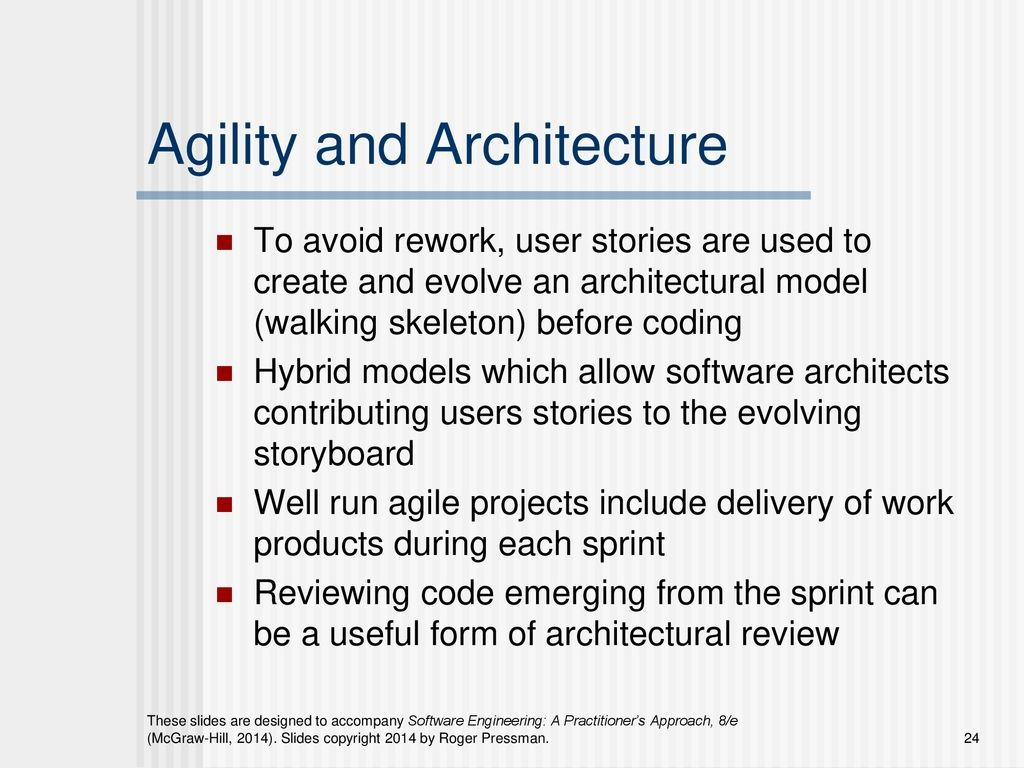 Agility and Architecture
To avoid rework, user stories are used to
create and evolve an architectural model
(walking skeleton) before coding
Hybrid models which allow software architects
contributing users stories to the evolving
storyboard
Well run agile projects include delivery of work
products during each sprint
Reviewing code emerging from the sprint can
be a useful form of architectural review
These slides are designed to accompany Software Engineering: A Practitioner’s Approach, 8/e
(McGraw-Hill, 2014). Slides copyright 2014 by Roger Pressman.
24